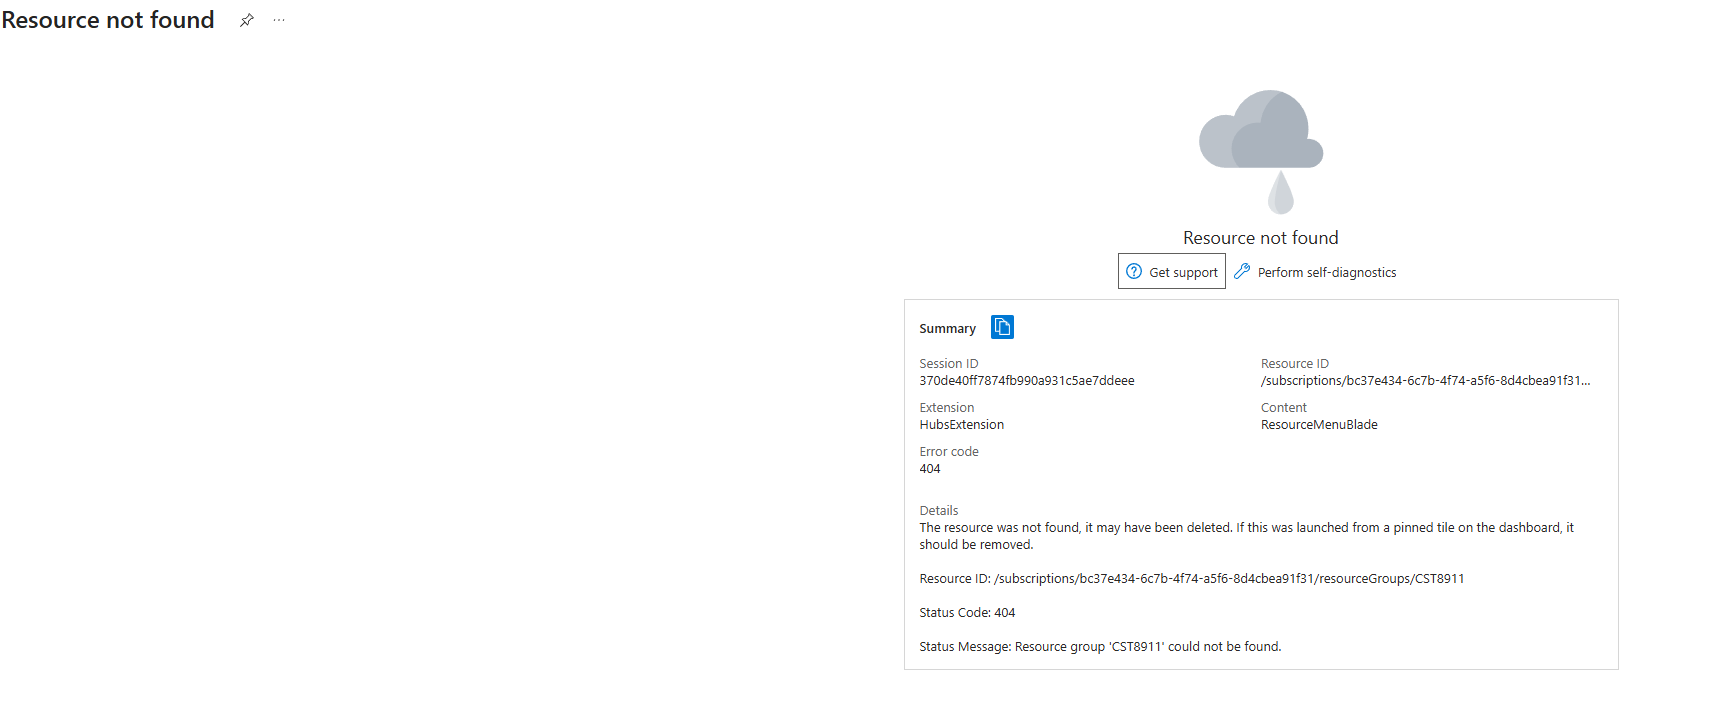 Resource not found
Resource not found
Get support
Perform self-diagnostics
Summary
Session ID
370de40ff7874fb990a931c5ae7ddeee
Resource ID
/subscriptions/bc37e434-6c7b-4f74-a5f6-8d4cbea91f31...
Extension
HubsExtension
Content
ResourceMenuBlade
Error code
404
Details
The resource was not found, it may have been deleted. If this was launched from a pinned tile on the dashboard, it
should be removed.
Resource ID: /subscriptions/bc37e434-6c7b-4f74-a5f6-8d4cbea91f31/resourceGroups/CST8911
Status Code: 404
Status Message: Resource group 'CST8911' could not be found.